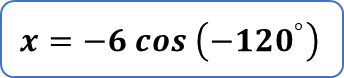 x = −6 cos (−120°)